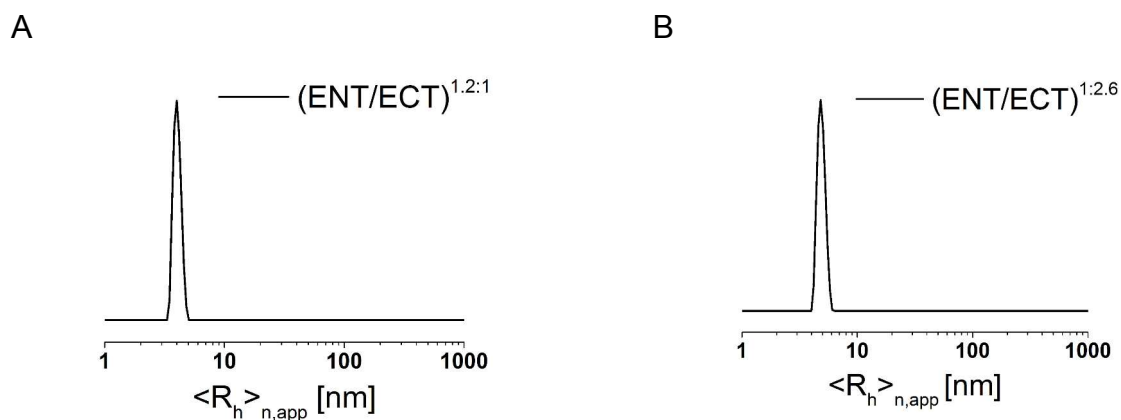 A
(ENT/ECT)1.2:1
1 10 100 1000
<Rh>n,app [nm]
B
(ENT/ECT)1:2.6
1 10 100 1000
<Rh>n,app [nm]